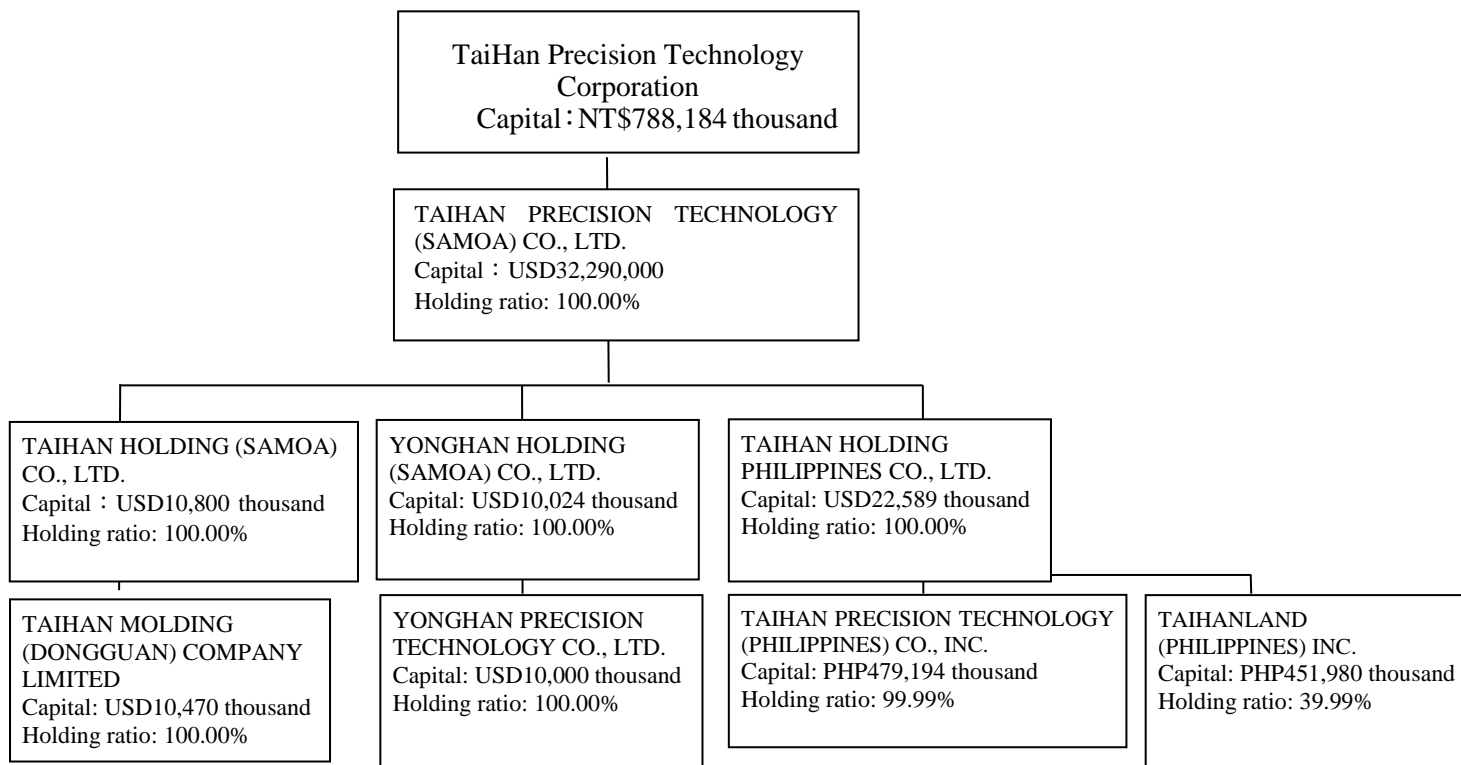 TaiHan Precision Technology
Corporation
Capital：NT$788,184 thousand
TAIHAN PRECISION TECHNOLOGY
(SAMOA) CO., LTD.
Capital：USD32,290,000
Holding ratio: 100.00%
TAIHAN HOLDING (SAMOA)
CO., LTD.
Capital：USD10,800 thousand
Holding ratio: 100.00%
YONGHAN HOLDING
(SAMOA) CO., LTD.
Capital: USD10,024 thousand
Holding ratio: 100.00%
TAIHAN HOLDING
PHILIPPINES CO., LTD.
Capital: USD22,589 thousand
Holding ratio: 100.00%
TAIHAN MOLDING
(DONGGUAN) COMPANY
LIMITED
Capital: USD10,470 thousand
Holding ratio: 100.00%
YONGHAN PRECISION
TECHNOLOGY CO., LTD.
Capital: USD10,000 thousand
Holding ratio: 100.00%
TAIHAN PRECISION TECHNOLOGY
(PHILIPPINES) CO., INC.
Capital: PHP479,194 thousand
Holding ratio: 99.99%
TAIHANLAND
(PHILIPPINES) INC.
Capital: PHP451,980 thousand
Holding ratio: 39.99%